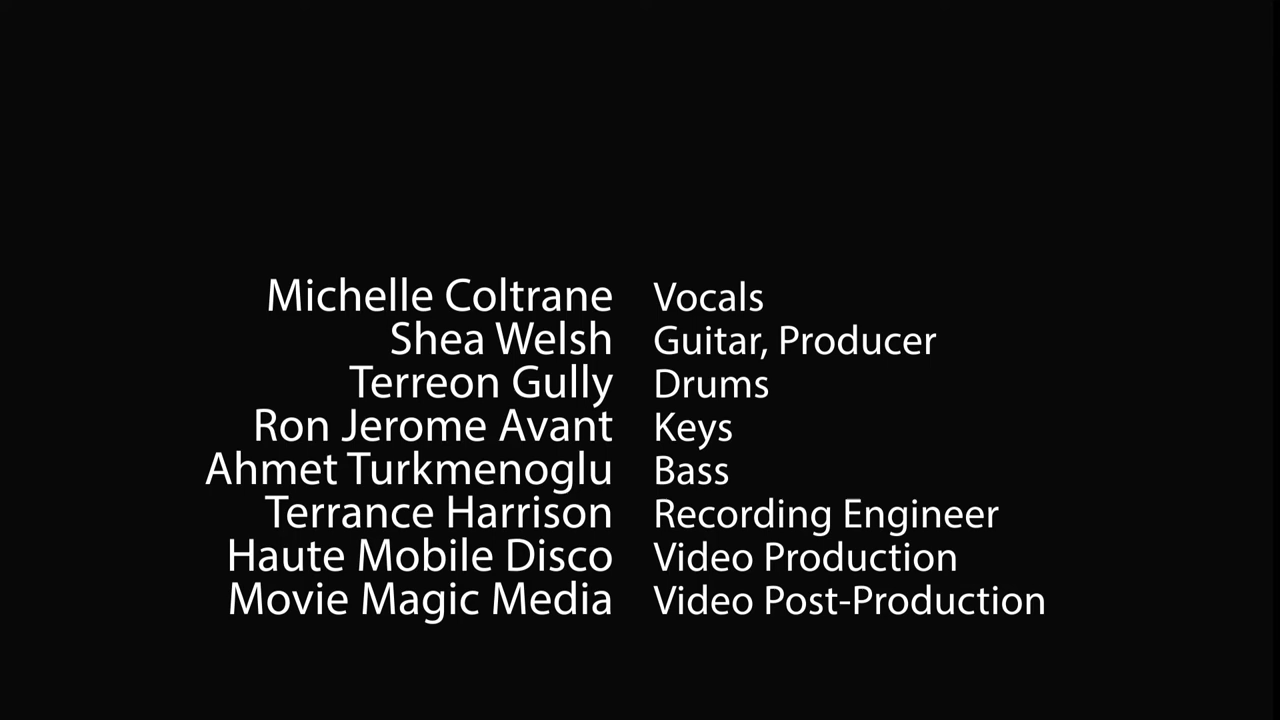 Michelle Coltrane Vocals
Shea Welsh Guitar, Producer
Terreon Gully Drums
Ron Jerome Avant Keys
Ahmet Turkmenoglu Bass
Terrance Harrison Recording Engineer
Haute Mobile Disco Video Production
Movie Magic Media Video Post-Production